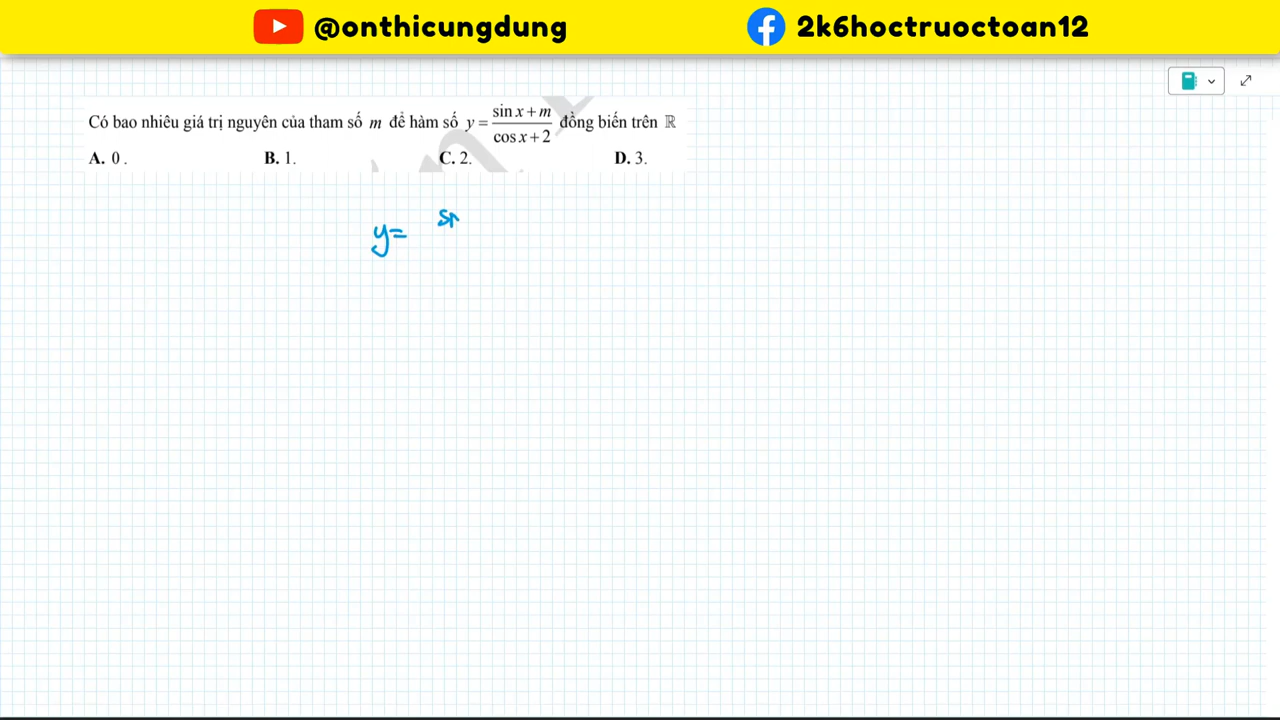 @onthicungdung 2k6hoctruoctoan12
Có bao nhiêu giá trị nguyên của tham số m để hàm số y = \frac{sin x + m}{cos x + 2} đồng biến trên ℝ
A. 0 . B. 1. C. 2. D. 3.
y=